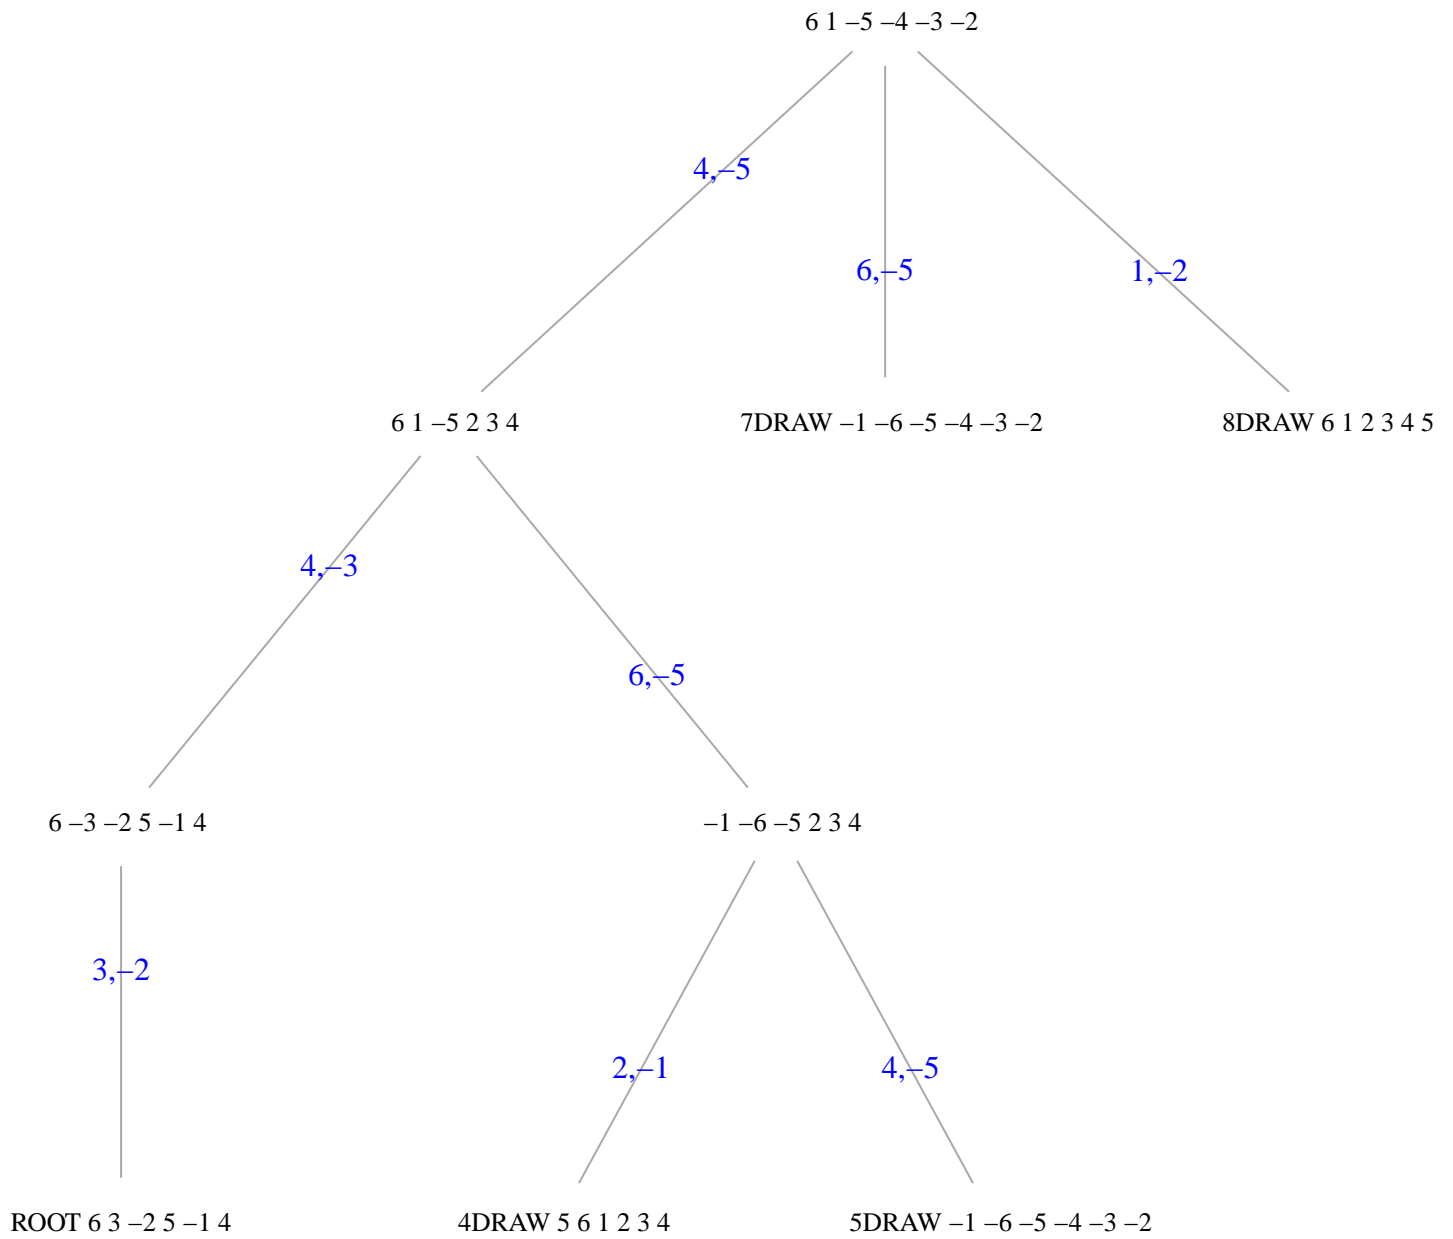 6 1 –5 –4 –3 –2
4,–5
6,–5
1,–2
6 1 –5 2 3 4
7DRAW –1 –6 –5 –4 –3 –2
8DRAW 6 1 2 3 4 5
4,–3
6,–5
6 –3 –2 5 –1 4
–1 –6 –5 2 3 4
3,–2
2,–1
4,–5
ROOT 6 3 –2 5 –1 4
4DRAW 5 6 1 2 3 4
5DRAW –1 –6 –5 –4 –3 –2